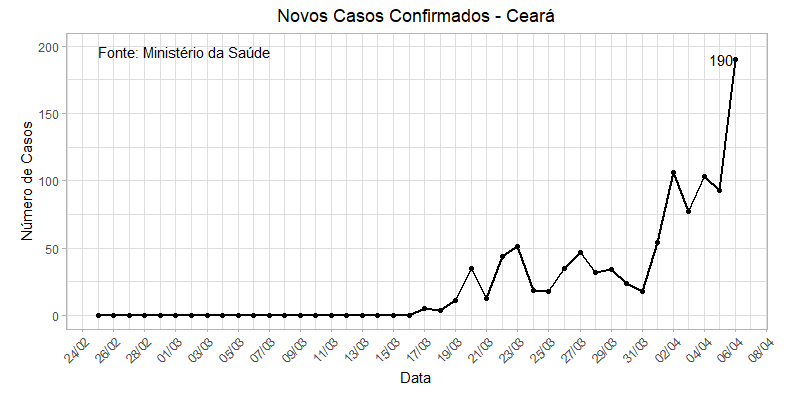 Novos Casos Confirmados - Ceará
Fonte: Ministério da Saúde
190
200
150
100
50
0
Número de Casos
24/02 26/02 28/02 01/03 03/03 05/03 07/03 09/03 11/03 13/03 15/03 17/03 19/03 21/03 23/03 25/03 27/03 29/03 31/03 02/04 04/04 06/04 08/04
Data